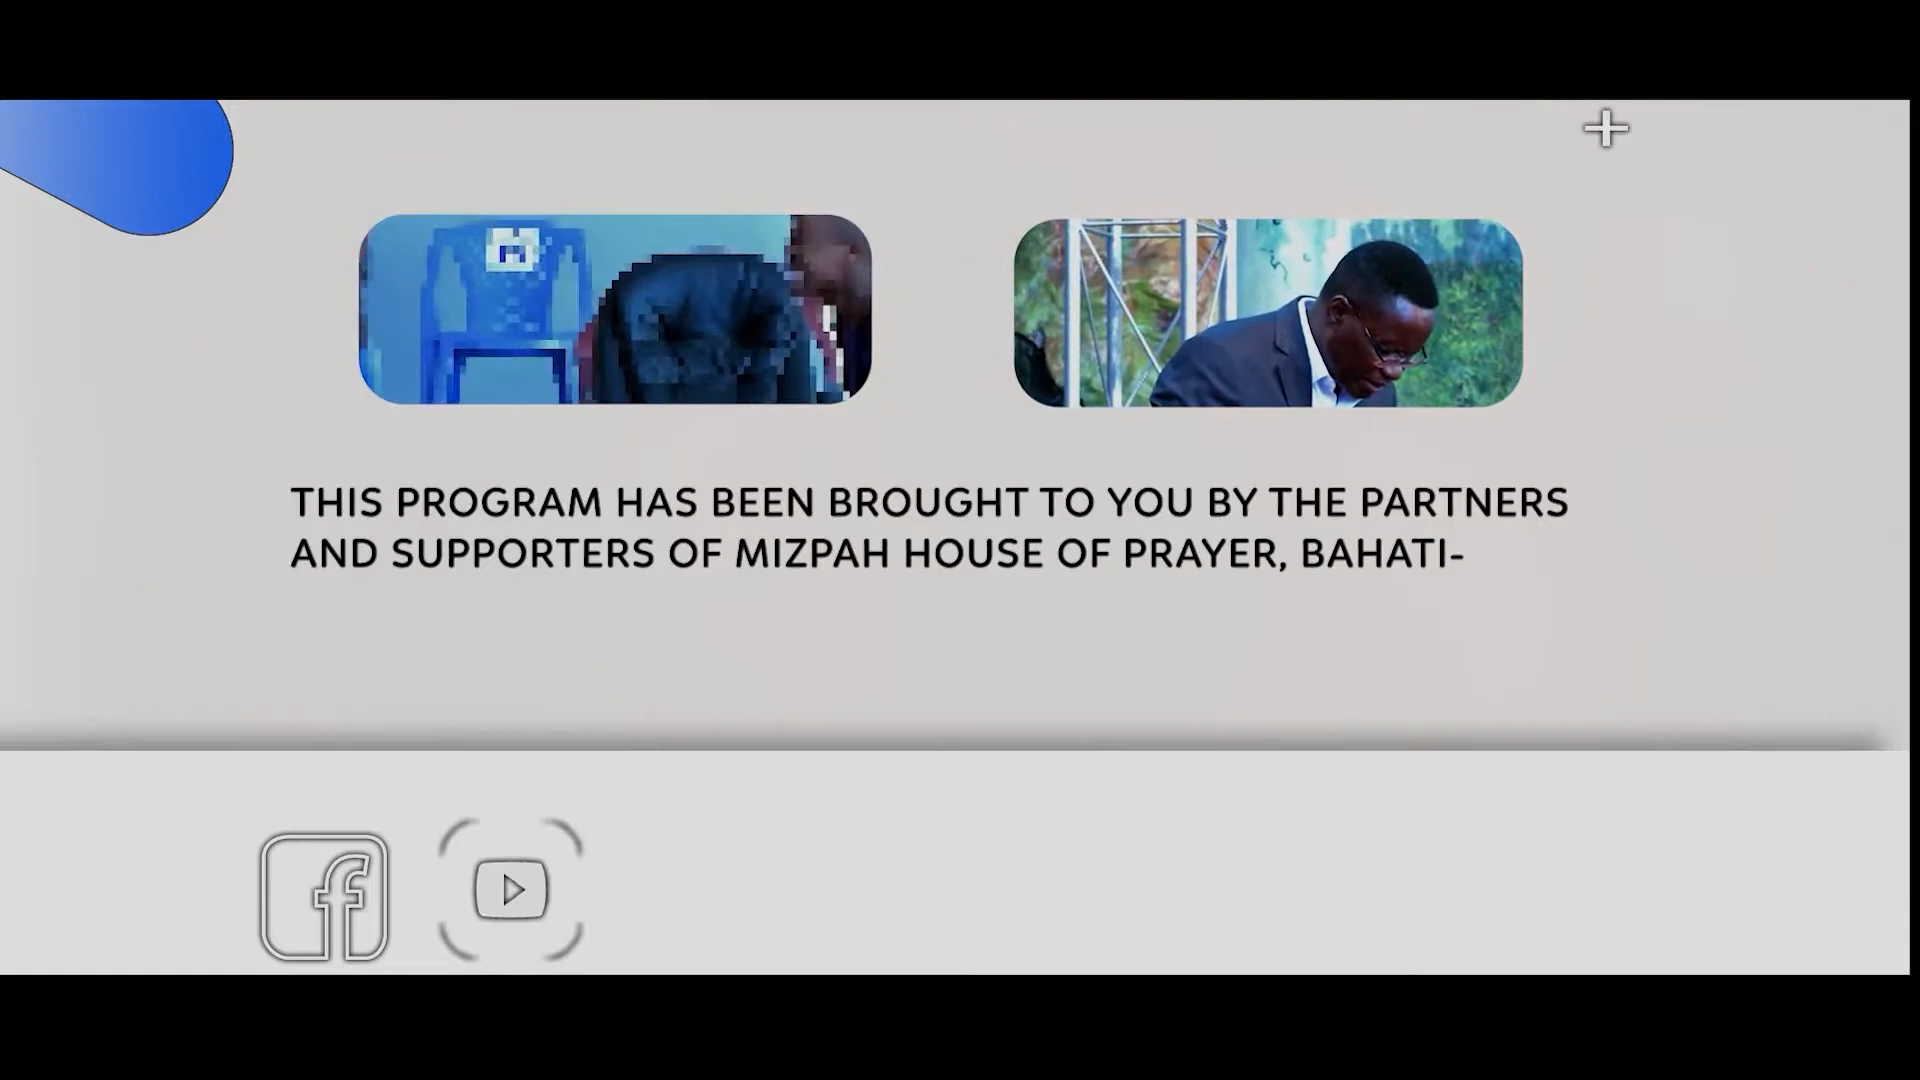 THIS PROGRAM HAS BEEN BROUGHT TO YOU BY THE PARTNERS
AND SUPPORTERS OF MIZPAH HOUSE OF PRAYER, BAHATI-